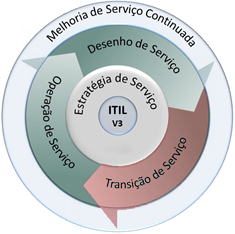 Melhoria de Serviço Continuada
Desenho de Serviço
Estratégia de Serviço
Operação de Serviço
ITIL
V3
Transição de Serviço